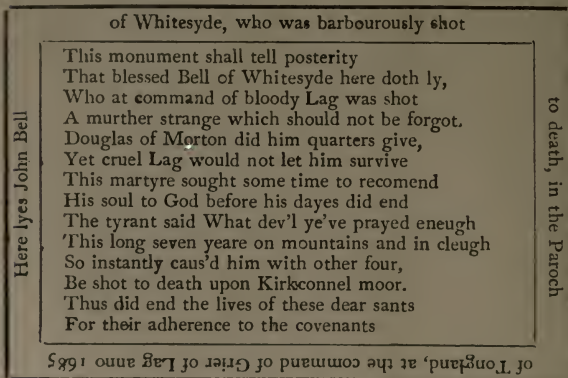 Here lyes John Bell
of Whitesyde, who was barbourously shot
to death, in the Paroch
of Tongland, at the command of Grier of Lag anno 1685
This monument shall tell posterity
That blessed Bell of Whitesyde here doth ly,
Who at command of bloody Lag was shot
A murther strange which should not be forgot.
Douglas of Morton did him quarters give,
Yet cruel Lag would not let him survive
This martyre sought some time to recomend
His soul to God before his dayes did end
The tyrant said What dev'l ye've prayed eneugh
This long seven yeare on mountains and in cleugh
So instantly caus'd him with other four,
Be shot to death upon Kirkconnel moor.
Thus did end the lives of these dear sants
For their adherence to the covenants